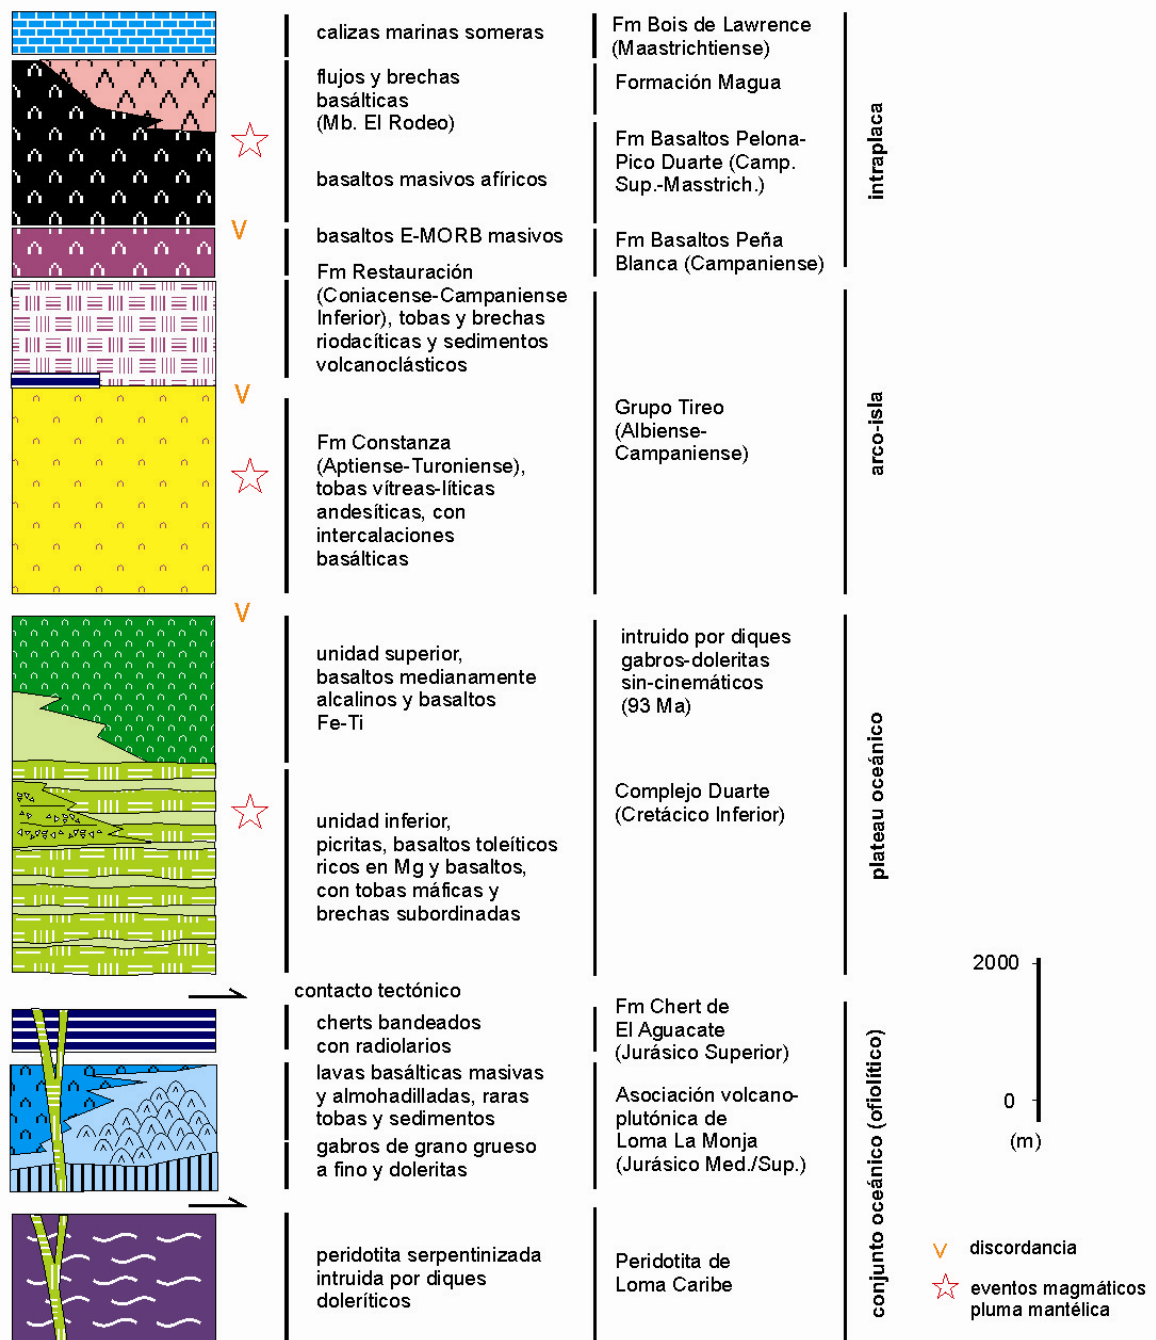 calizas marinas someras
Fm Bois de Lawrence
(Maastrichtiense)
flujos y brechas
basálticas
(Mb. El Rodeo)
Formación Magua
basaltos masivos afíricos
Fm Basaltos Pelona-
Pico Duarte (Camp.
Sup.-Masstrich.)
basaltos E-MORB masivos
Fm Basaltos Peña
Blanca (Campaniense)
intraplaca
Fm Restauración
(Coniacense-Campaniense
Inferior), tobas y brechas
riodacíticas y sedimentos
volcanoclásticos
Fm Constanza
(Aptiense-Turoniense),
tobas vítreas-líticas
andesíticas, con
intercalaciones
basálticas
Grupo Tireo
(Albiense-
Campaniense)
arco-isla
unidad superior,
basaltos medianamente
alcalinos y basaltos
Fe-Ti
intruido por diques
gabros-doleritas
sin-cinemáticos
(93 Ma)
unidad inferior,
picritas, basaltos toleíticos
ricos en Mg y basaltos,
con tobas máficas y
brechas subordinadas
Complejo Duarte
(Cretácico Inferior)
plateau oceánico
contacto tectónico
cherts bandeados
con radiolarios
Fm Chert de
El Aguacate
(Jurásico Superior)
lavas basálticas masivas
y almohadilladas, raras
tobas y sedimentos
gabros de grano grueso
a fino y doleritas
Asociación volcano-
plutónica de
Loma La Monja
(Jurásico Med./Sup.)
peridotita serpentinizada
intruida por diques
doleríticos
Peridotita de
Loma Caribe
conjunto oceánico (ofiolítico)
2000
0
(m)
discordancia
eventos magmáticos
pluma mantélica